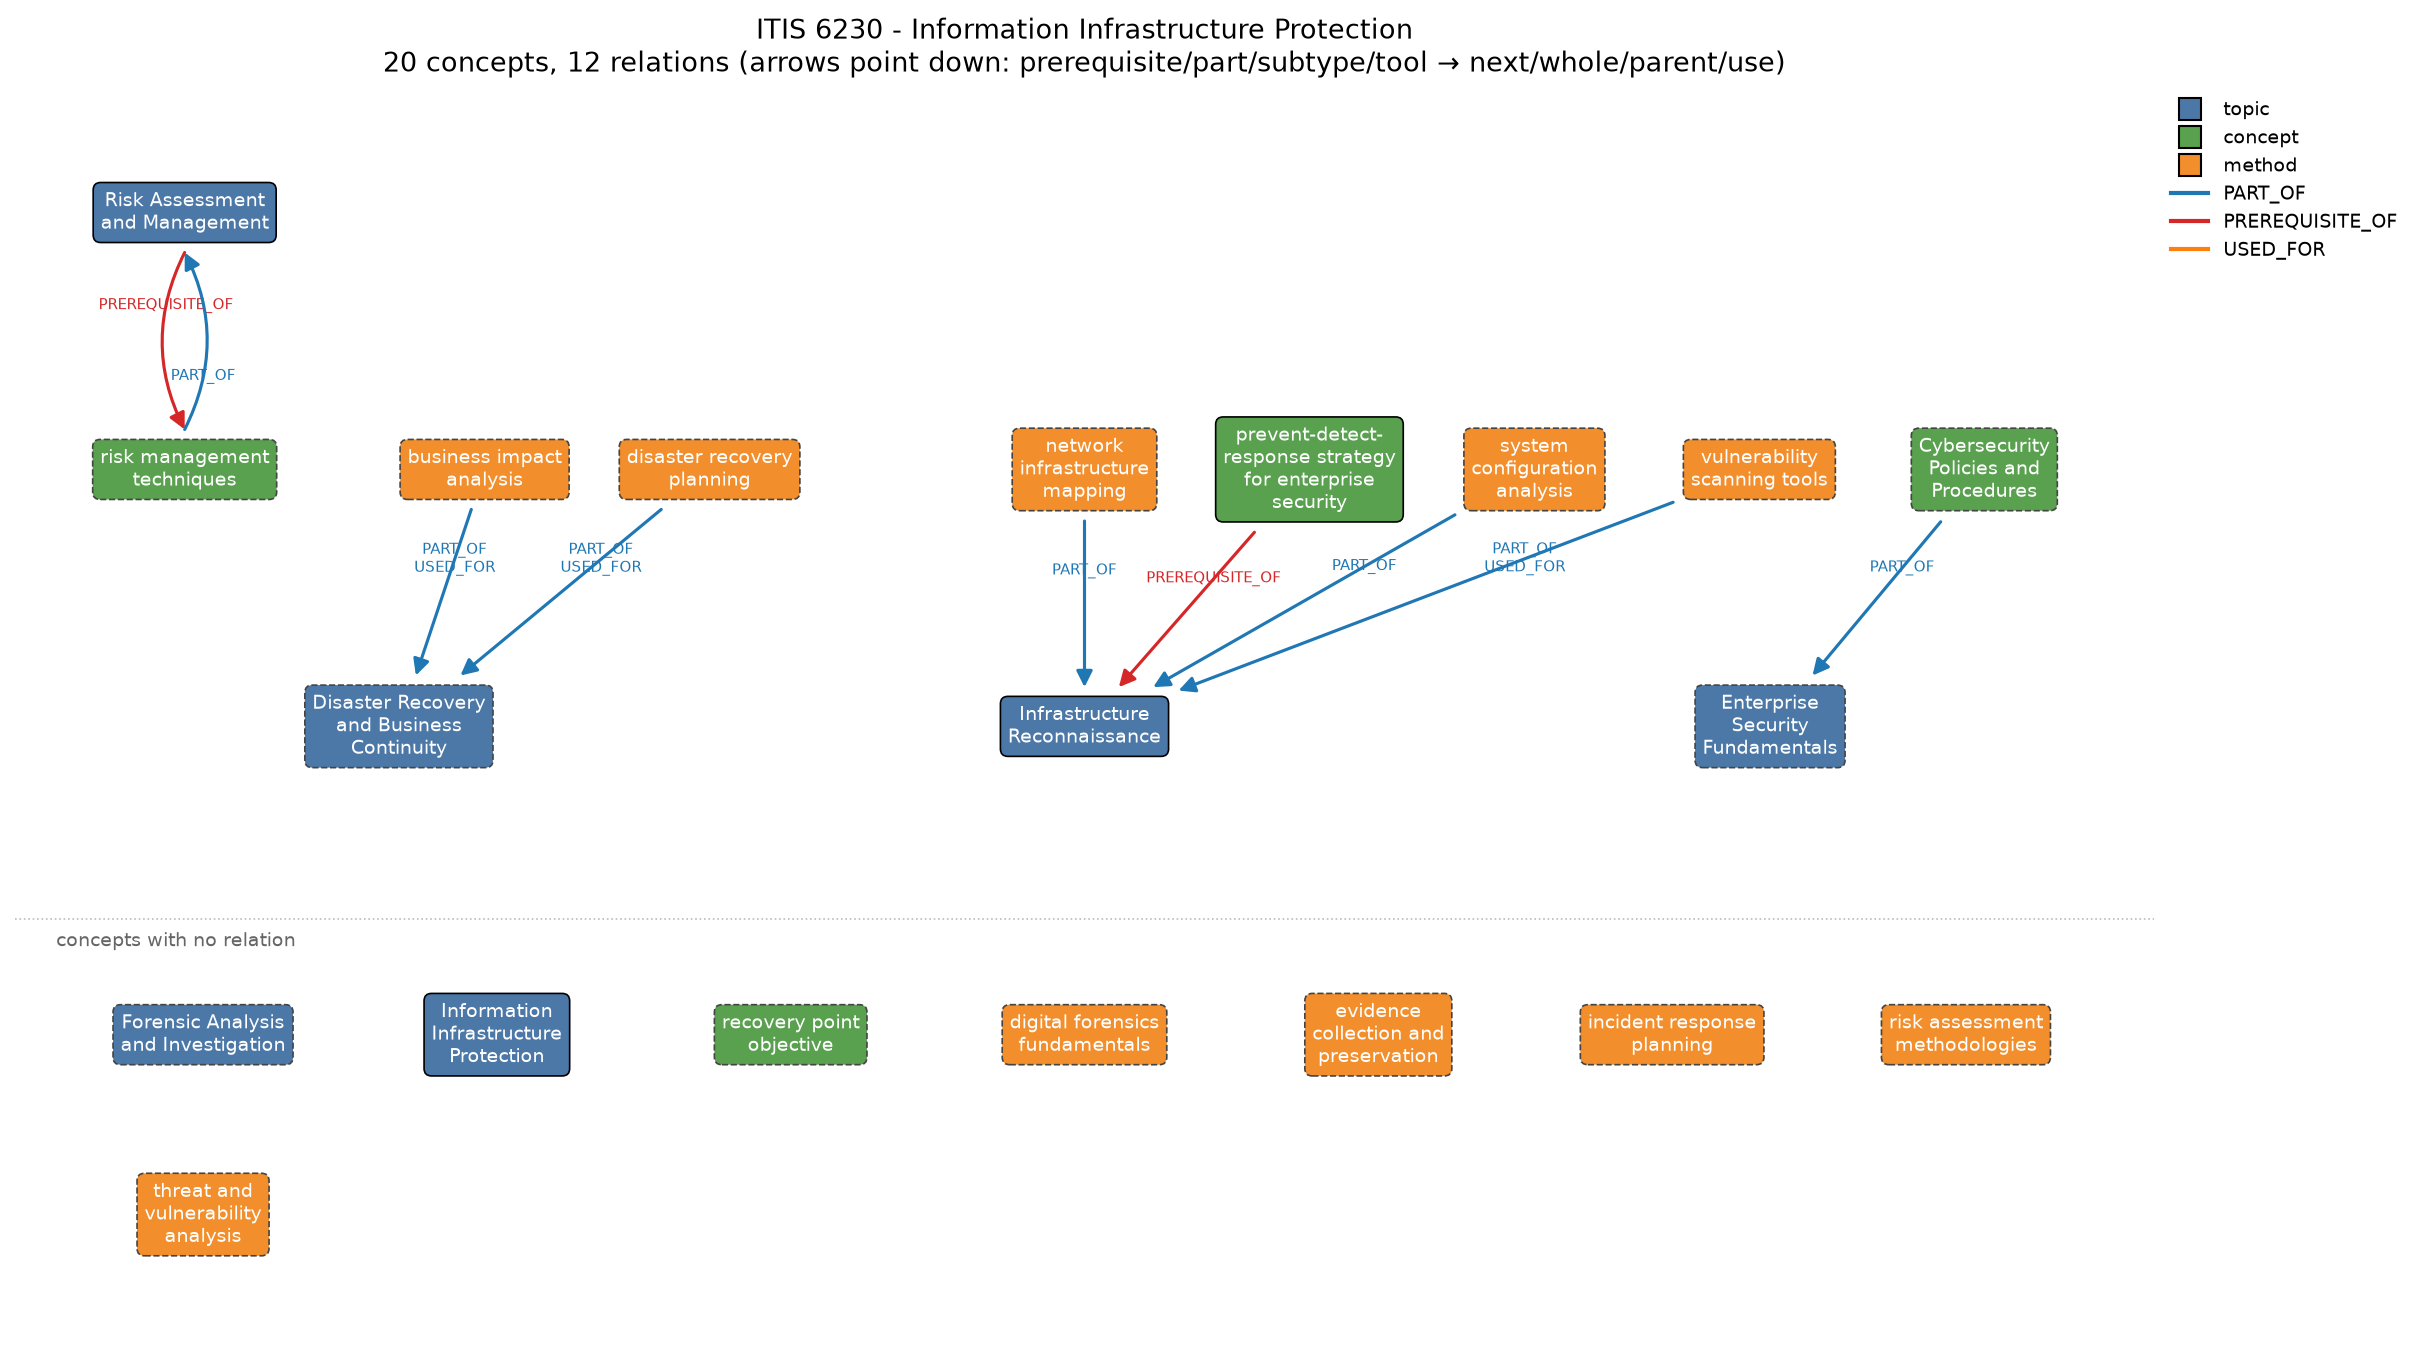 ITIS 6230 - Information Infrastructure Protection
20 concepts, 12 relations (arrows point down: prerequisite/part/subtype/tool → next/whole/parent/use)
topic
concept
method
PART_OF
PREREQUISITE_OF
USED_FOR
Risk Assessment
and Management
PREREQUISITE_OF
PART_OF
risk management
techniques
business impact
analysis
disaster recovery
planning
network
infrastructure
mapping
prevent-detect-
response strategy
for enterprise
security
system
configuration
analysis
vulnerability
scanning tools
Cybersecurity
Policies and
Procedures
PART_OF
USED_FOR
PART_OF
USED_FOR
PART_OF
PREREQUISITE_OF
PART_OF
PART_OF
USED_FOR
PART_OF
Disaster Recovery
and Business
Continuity
Infrastructure
Reconnaissance
Enterprise
Security
Fundamentals
concepts with no relation
Forensic Analysis
and Investigation
Information
Infrastructure
Protection
recovery point
objective
digital forensics
fundamentals
evidence
collection and
preservation
incident response
planning
risk assessment
methodologies
threat and
vulnerability
analysis